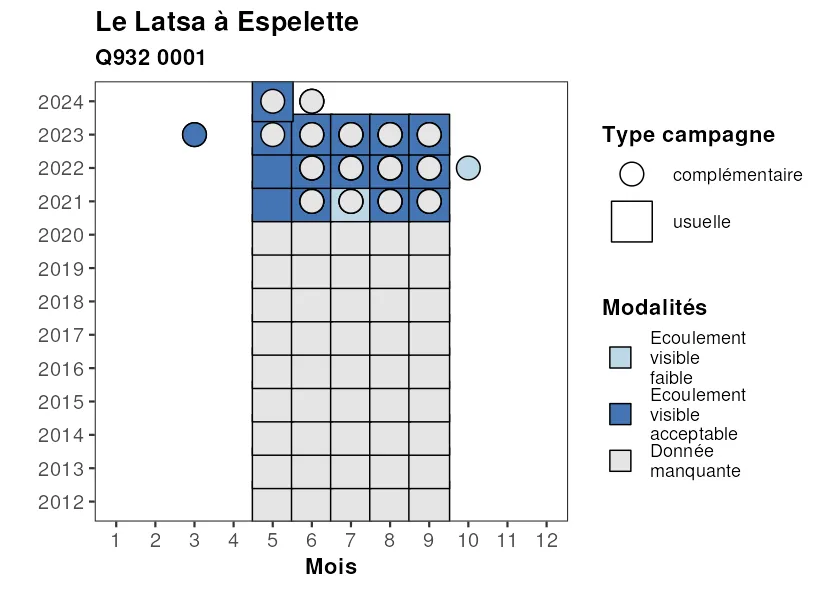 Le Latsa à Espelette
Q932 0001
2024
2023
2022
2021
2020
2019
2018
2017
2016
2015
2014
2013
2012
1 2 3 4 5 6 7 8 9 10 11 12
Mois
Type campagne
complémentaire
usuelle
Modalités
Ecoulement
visible
faible
Ecoulement
visible
acceptable
Donnée
manquante